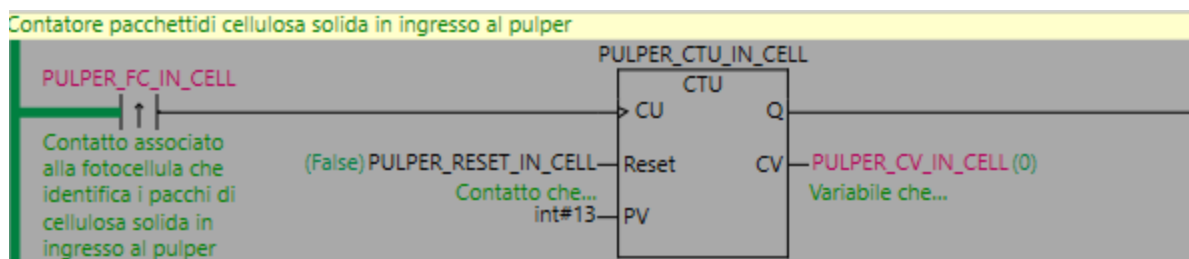 Contatore pacchettidi cellulosa solida in ingresso al pulper
PULPER_CTU_IN_CELL
PULPER_FC_IN_CELL
CTU
CU
Q
Contatto associato
alla fotocellula che
identifica i pacchi di
cellulosa solida in
ingresso al pulper
(False) PULPER_RESET_IN_CELL
Reset
CV
PULPER_CV_IN_CELL (0)
Contatto che...
Variabile che...
int#13
PV